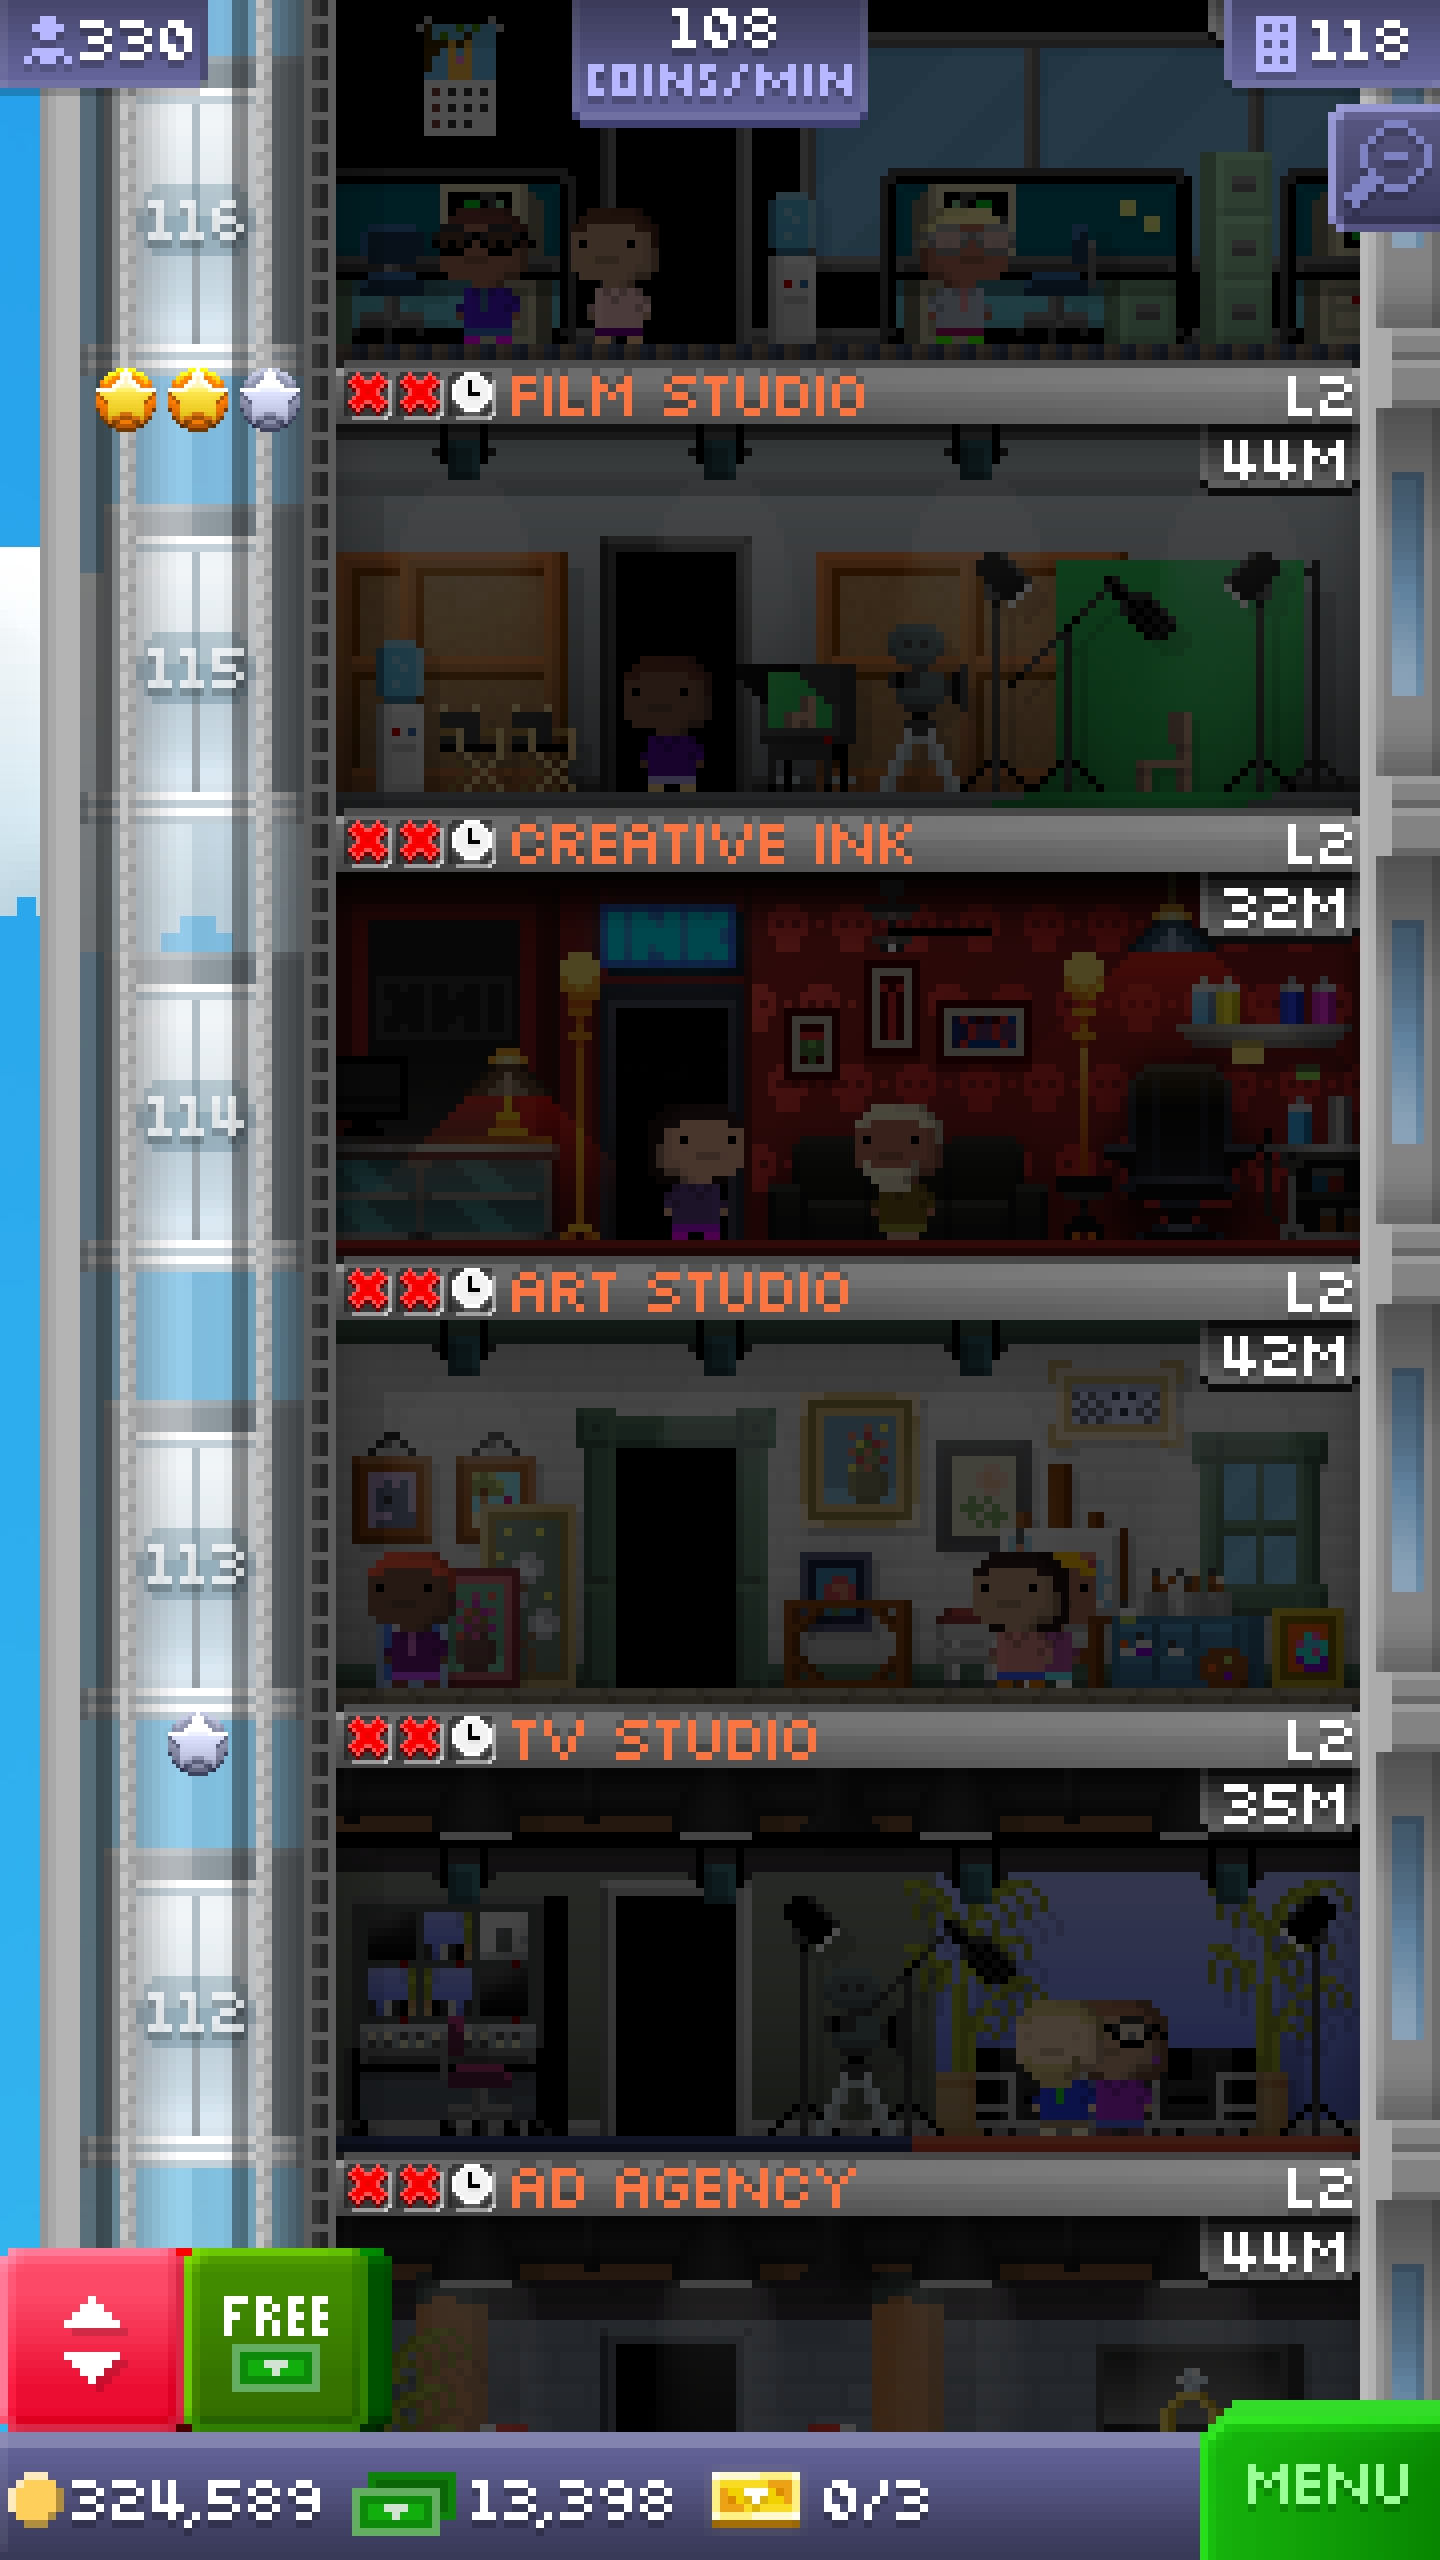 330
108
COINS/MIN
118
116
FILM STUDIO L2
44M
115
CREATIVE INK L2
32M
INK
114
ART STUDIO L2
42M
113
TV STUDIO L2
35M
112
AD AGENCY L2
44M
FREE
324,589 13,398 0/3
MENU